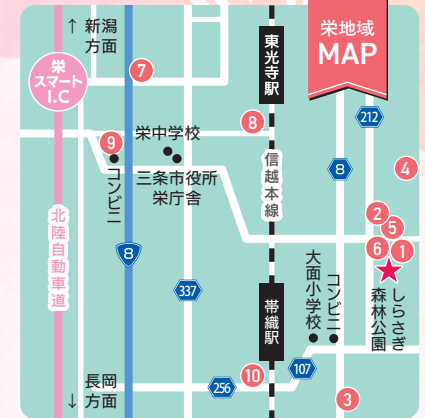 ↑ 新潟
方面
栄
スマート
I.C
7
東光寺駅
栄地域
MAP
212
8
9
栄中学校
コンビニ
三条市役所
栄庁舎
信越本線
8
4
2
5
6
1
しらさぎ
森林公園
北陸自動車道
8
337
大面小学校
コンビニ
帯織駅
107
長岡
↓ 方面
256
10
3